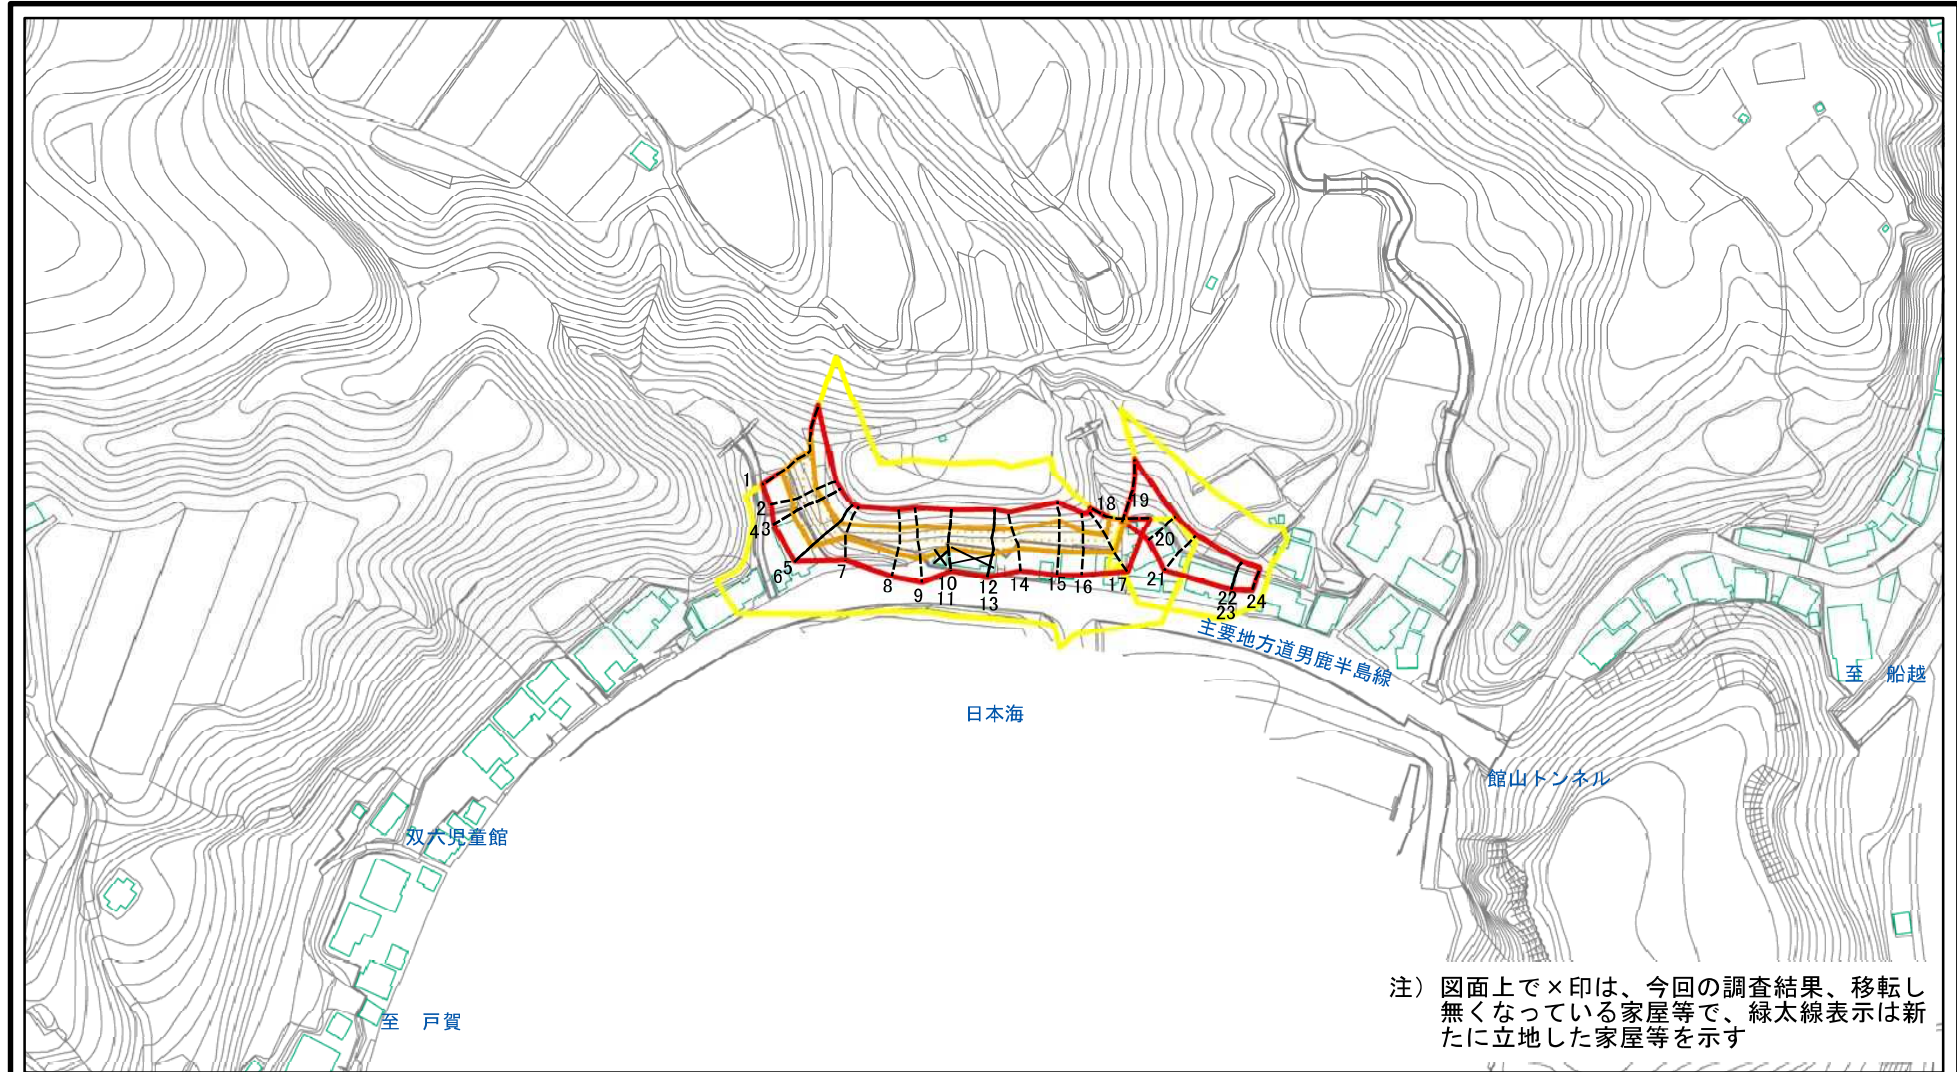 1
2
3
4
5
6
7
8
9
10
11
12
13
14
15
16
17
18
19
20
21
22
23
24
主要地方道男鹿半島線
至　船越
日本海
館山トンネル
双六児童館
至　戸賀
注）図面上で×印は、今回の調査結果、移転し
無くなっている家屋等で、緑太線表示は新
たに立地した家屋等を示す